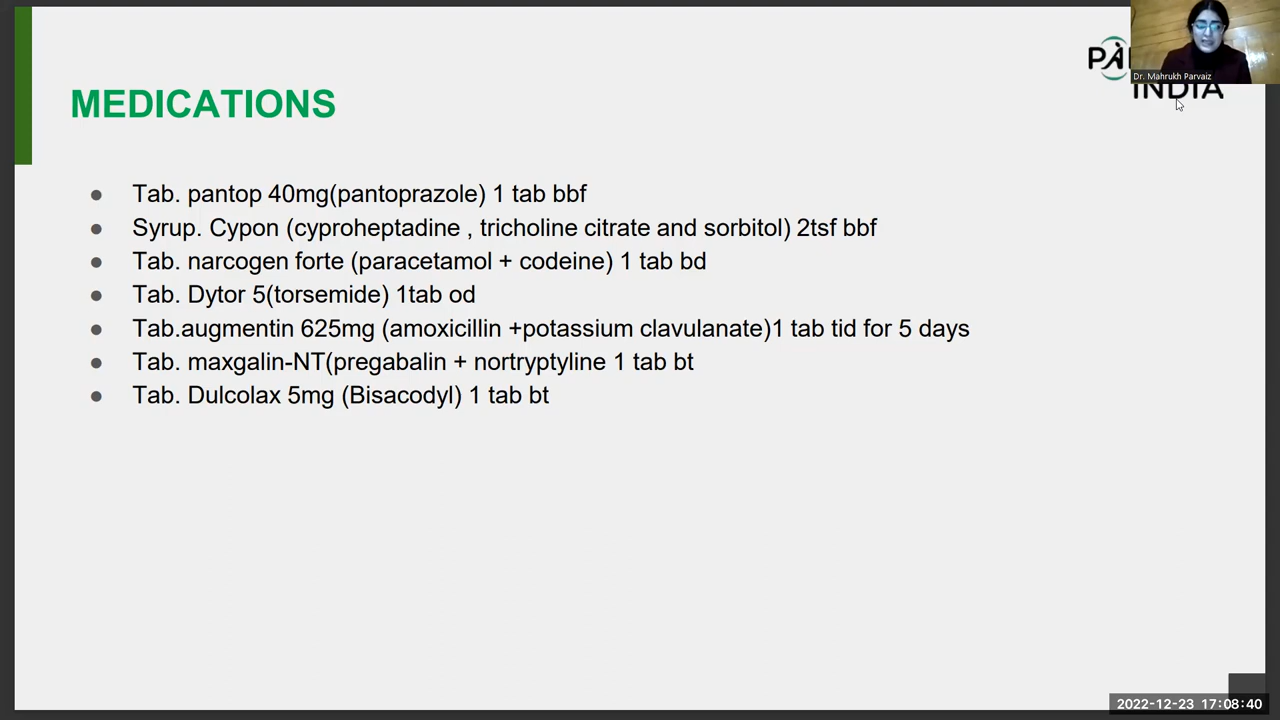 MEDICATIONS
Dr. Mahrukh Parvaiz
INDIA
● Tab. pantop 40mg(pantoprazole) 1 tab bbf
● Syrup. Cypon (cyproheptadine , tricholine citrate and sorbitol) 2tsf bbf
● Tab. narcogen forte (paracetamol + codeine) 1 tab bd
● Tab. Dytor 5(torsemide) 1tab od
● Tab.augmentin 625mg (amoxicillin +potassium clavulanate)1 tab tid for 5 days
● Tab. maxgalin-NT(pregabalin + nortryptyline 1 tab bt
● Tab. Dulcolax 5mg (Bisacodyl) 1 tab bt
2022-12-23 17:08:40